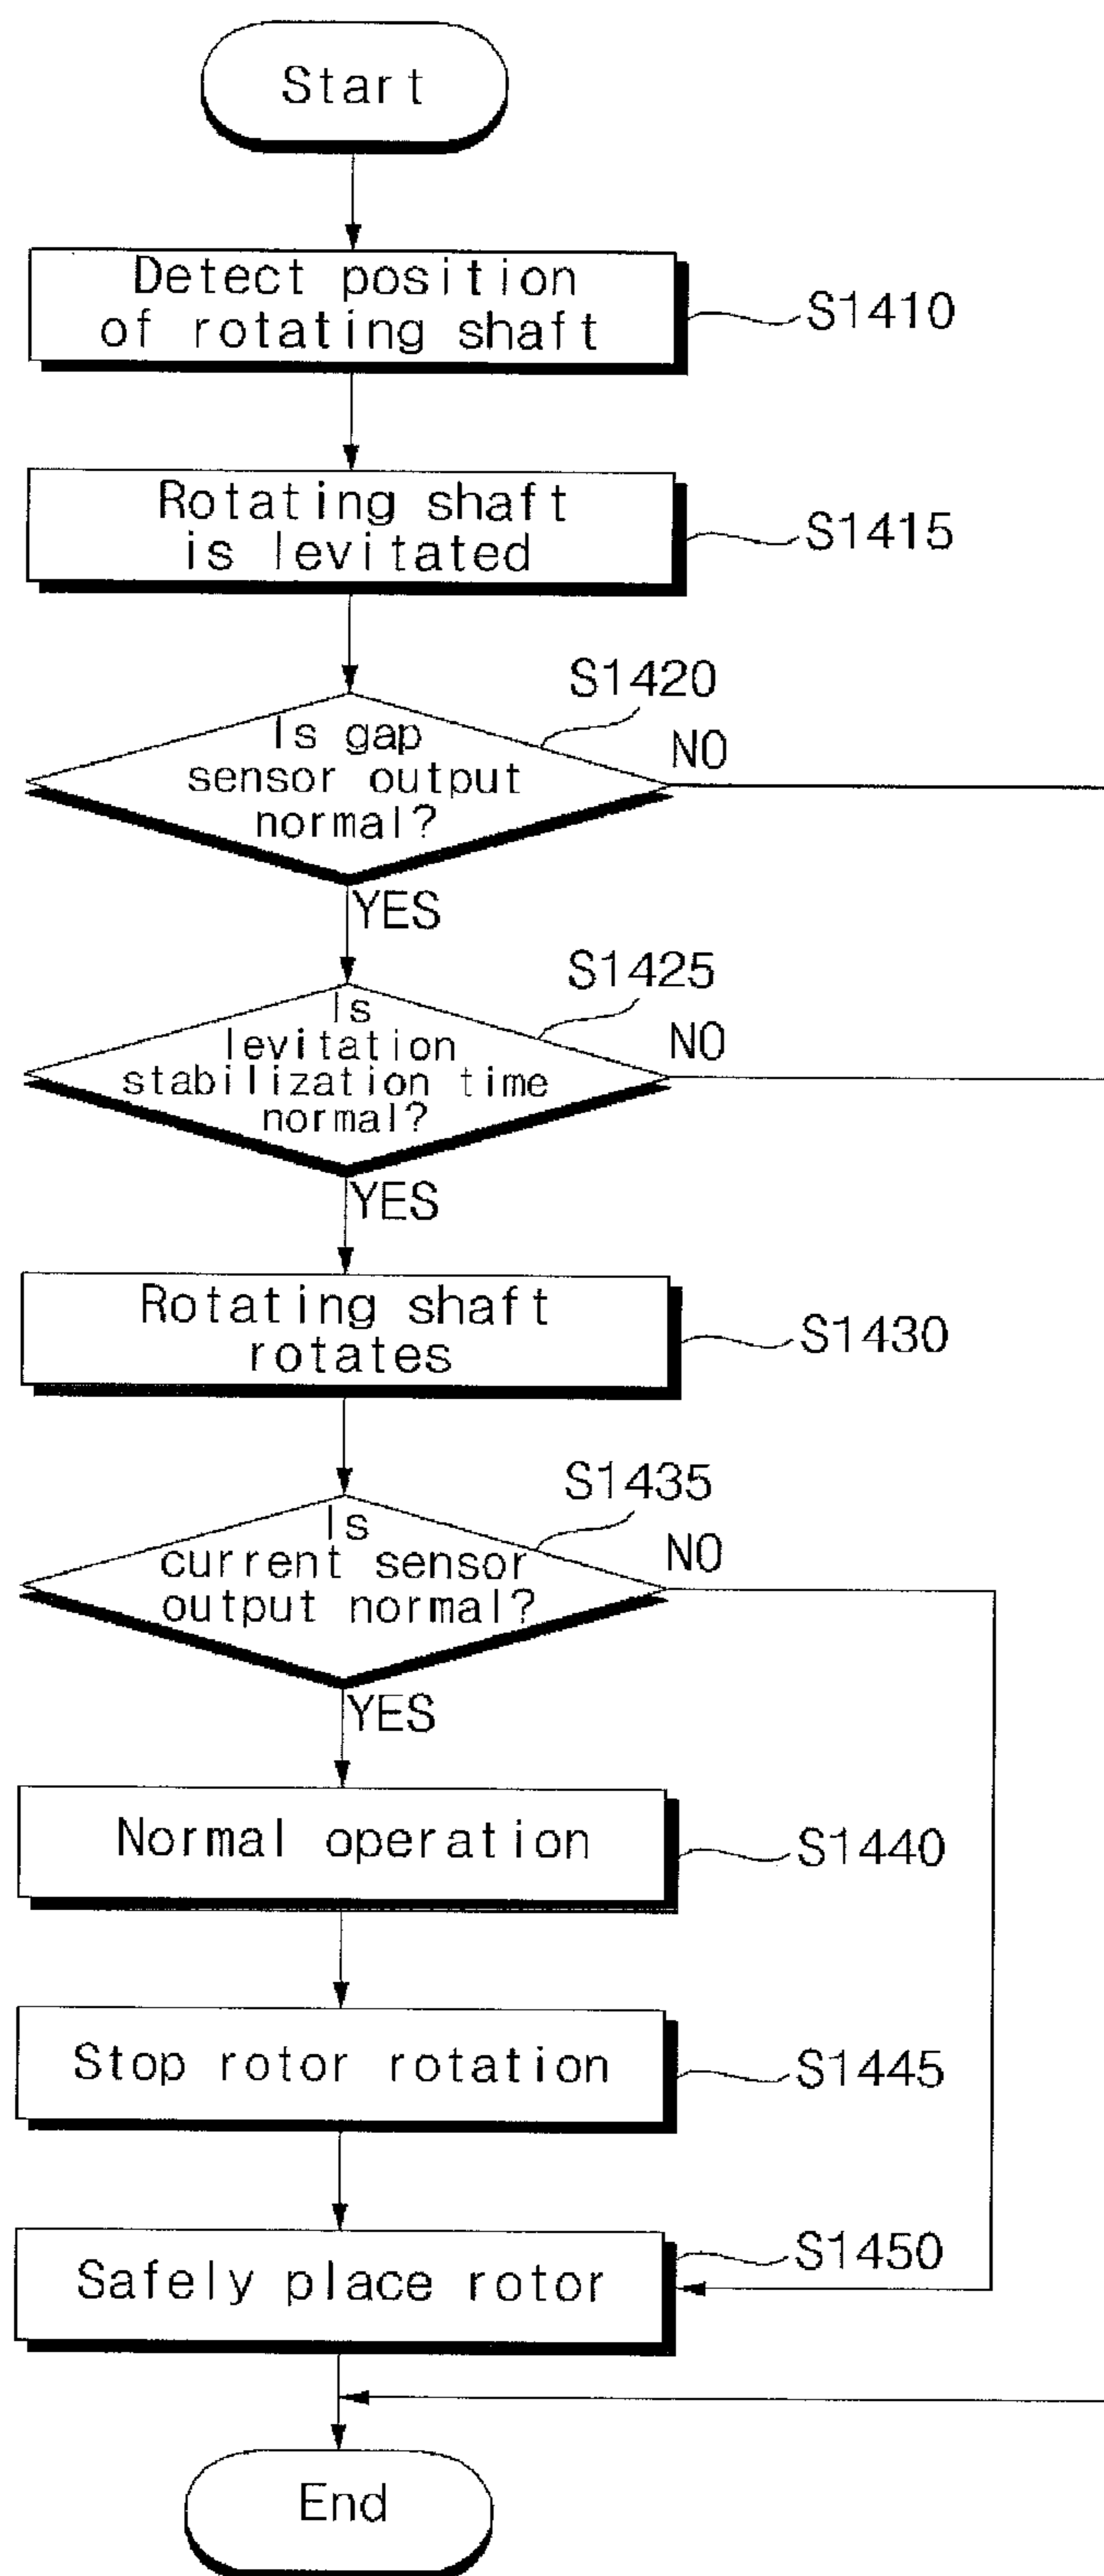 Start
Detect position
of rotating shaft
S1410
Rotating shaft
is levitated
S1415
S1420
Is gap
sensor output
normal?
NO
YES
S1425
Is
levitation
stabilization time
normal?
NO
YES
Rotating shaft
rotates
S1430
S1435
Is
current sensor
output normal?
NO
YES
Normal operation
S1440
Stop rotor rotation
S1445
Safely place rotor
S1450
End